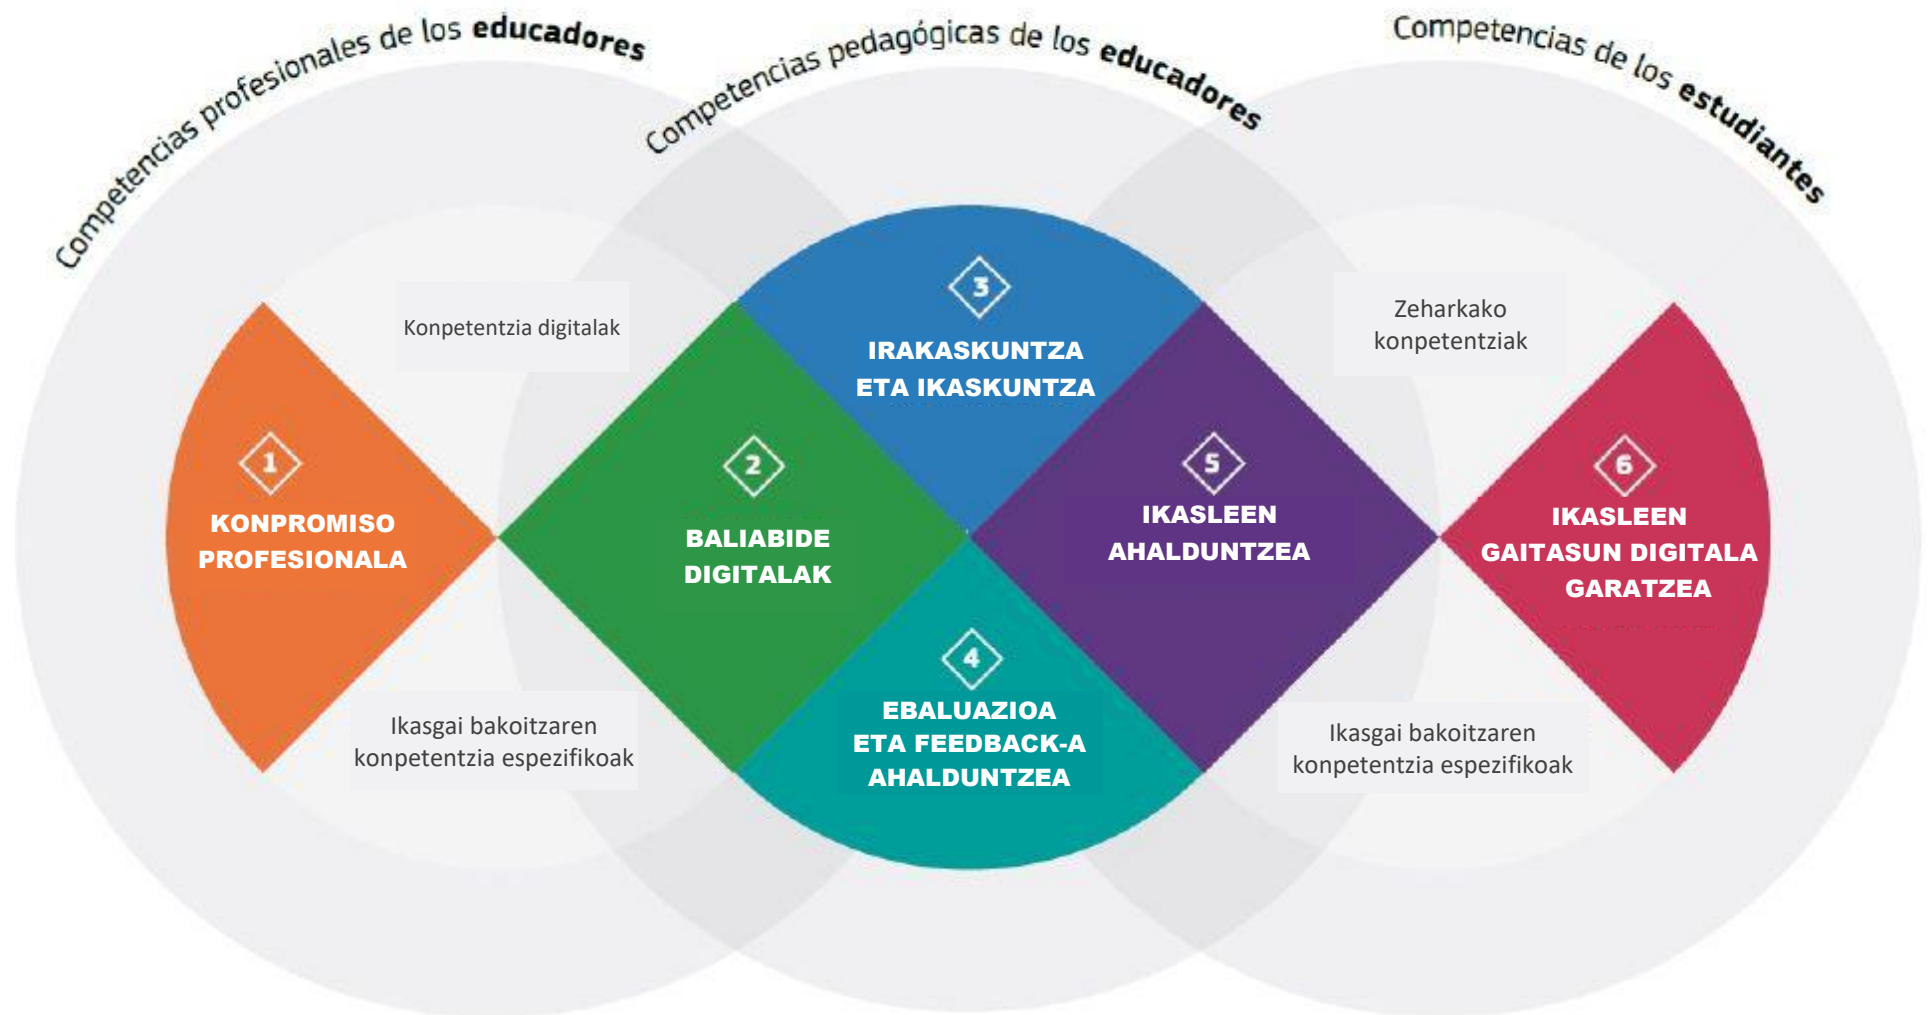 Competencias profesionales de los educadores
Competencias pedagógicas de los educadores
Competencias de los estudiantes
Konpetentzia digitalak
Zeharkako
konpetentziak
1
KONPROMISO
PROFESIONALA
2
BALIABIDE
DIGITALAK
3
IRAKASKUNTZA
ETA IKASKUNTZA
4
EBALUAZIOA
ETA FEEDBACK-A
AHALDUNTZEA
5
IKASLEEN
AHALDUNTZEA
6
IKASLEEN
GAITASUN DIGITALA
GARATZEA
Ikasgai bakoitzaren
konpetentzia espezifikoak
Ikasgai bakoitzaren
konpetentzia espezifikoak